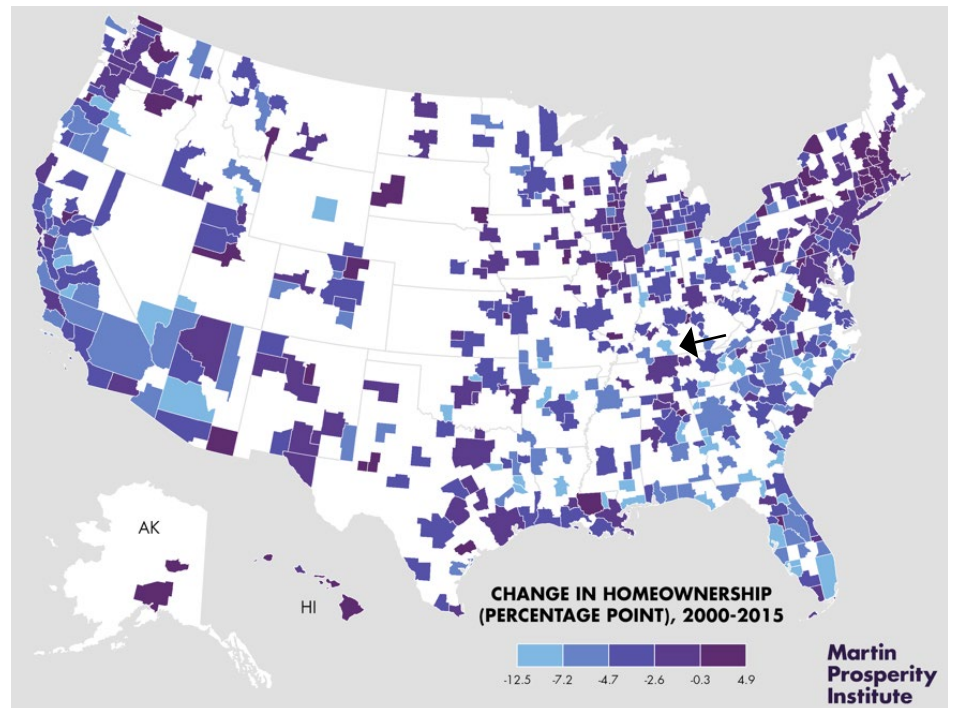 AK
HI
CHANGE IN HOMEOWNERSHIP
(PERCENTAGE POINT), 2000-2015
-12.5 -7.2 -4.7 -2.6 -0.3 4.9
Martin
Prosperity
Institute